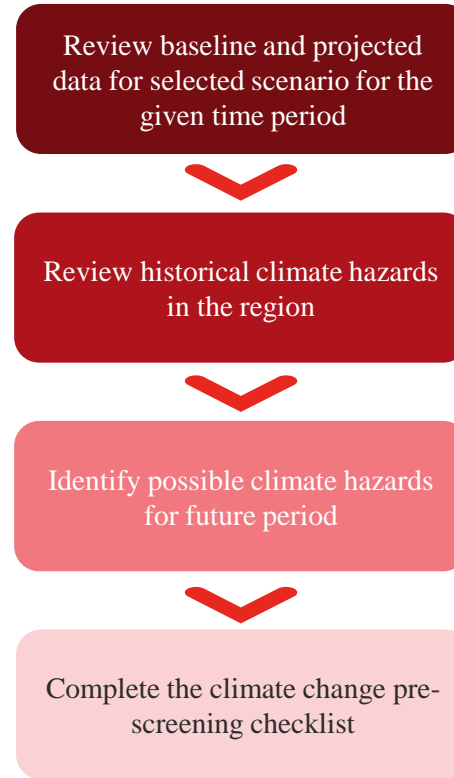 Review baseline and projected
data for selected scenario for the
given time period
Review historical climate hazards
in the region
Identify possible climate hazards
for future period
Complete the climate change pre-
screening checklist